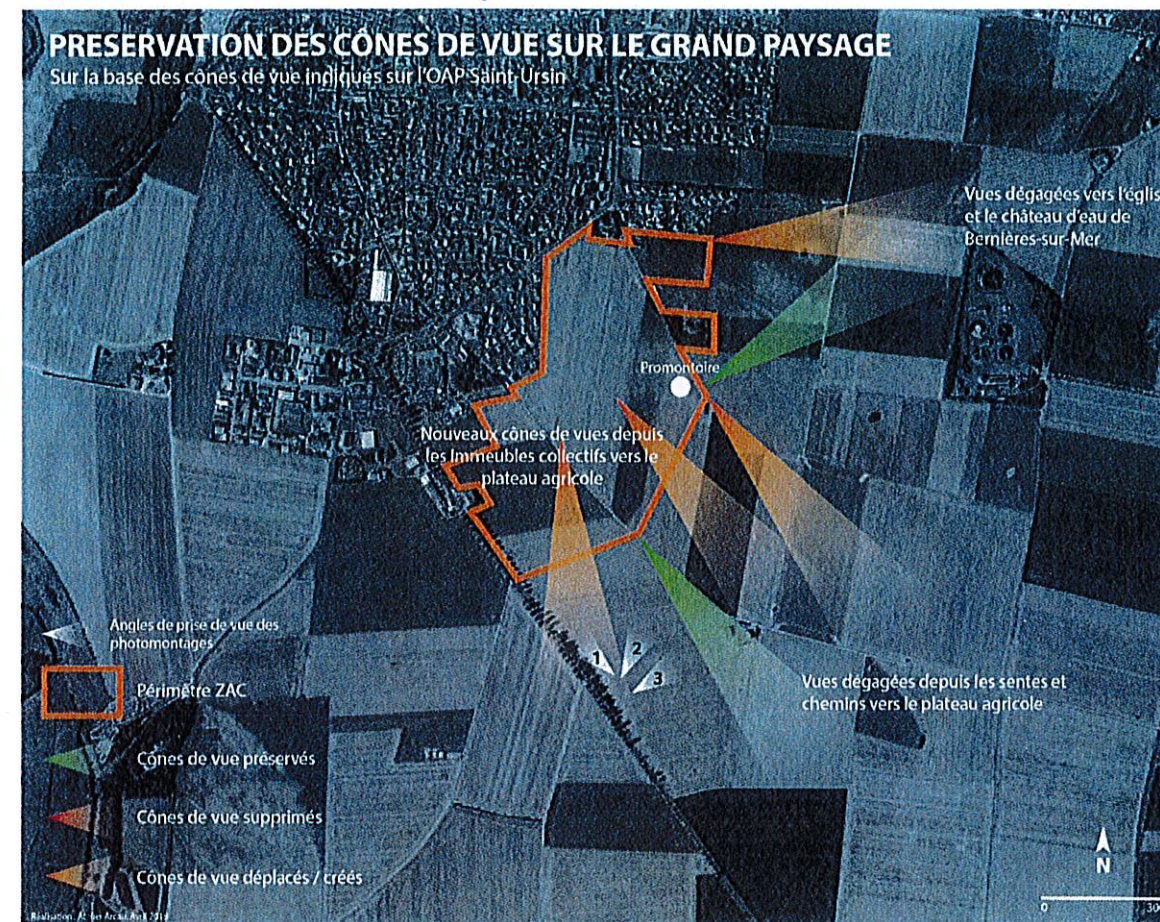 PRESERVATION DES CÔNES DE VUE SUR LE GRAND PAYSAGE
Sur la base des cônes de vue indiqués sur l'OAP Saint-Ursin
Vues dégagées vers l'églis
et le château d'eau de
Bernières-sur-Mer
Promontoire
Nouveaux cônes de vues depuis
les immeubles collectifs vers le
plateau agricole
1
2
3
Vues dégagées depuis les sentes et
chemins vers le plateau agricole
Angles de prise de vue des
photomontages
Périmètre ZAC
Cônes de vue préservés
Cônes de vue supprimés
Cônes de vue déplacés / créés
N
0
Réalisation : Avril